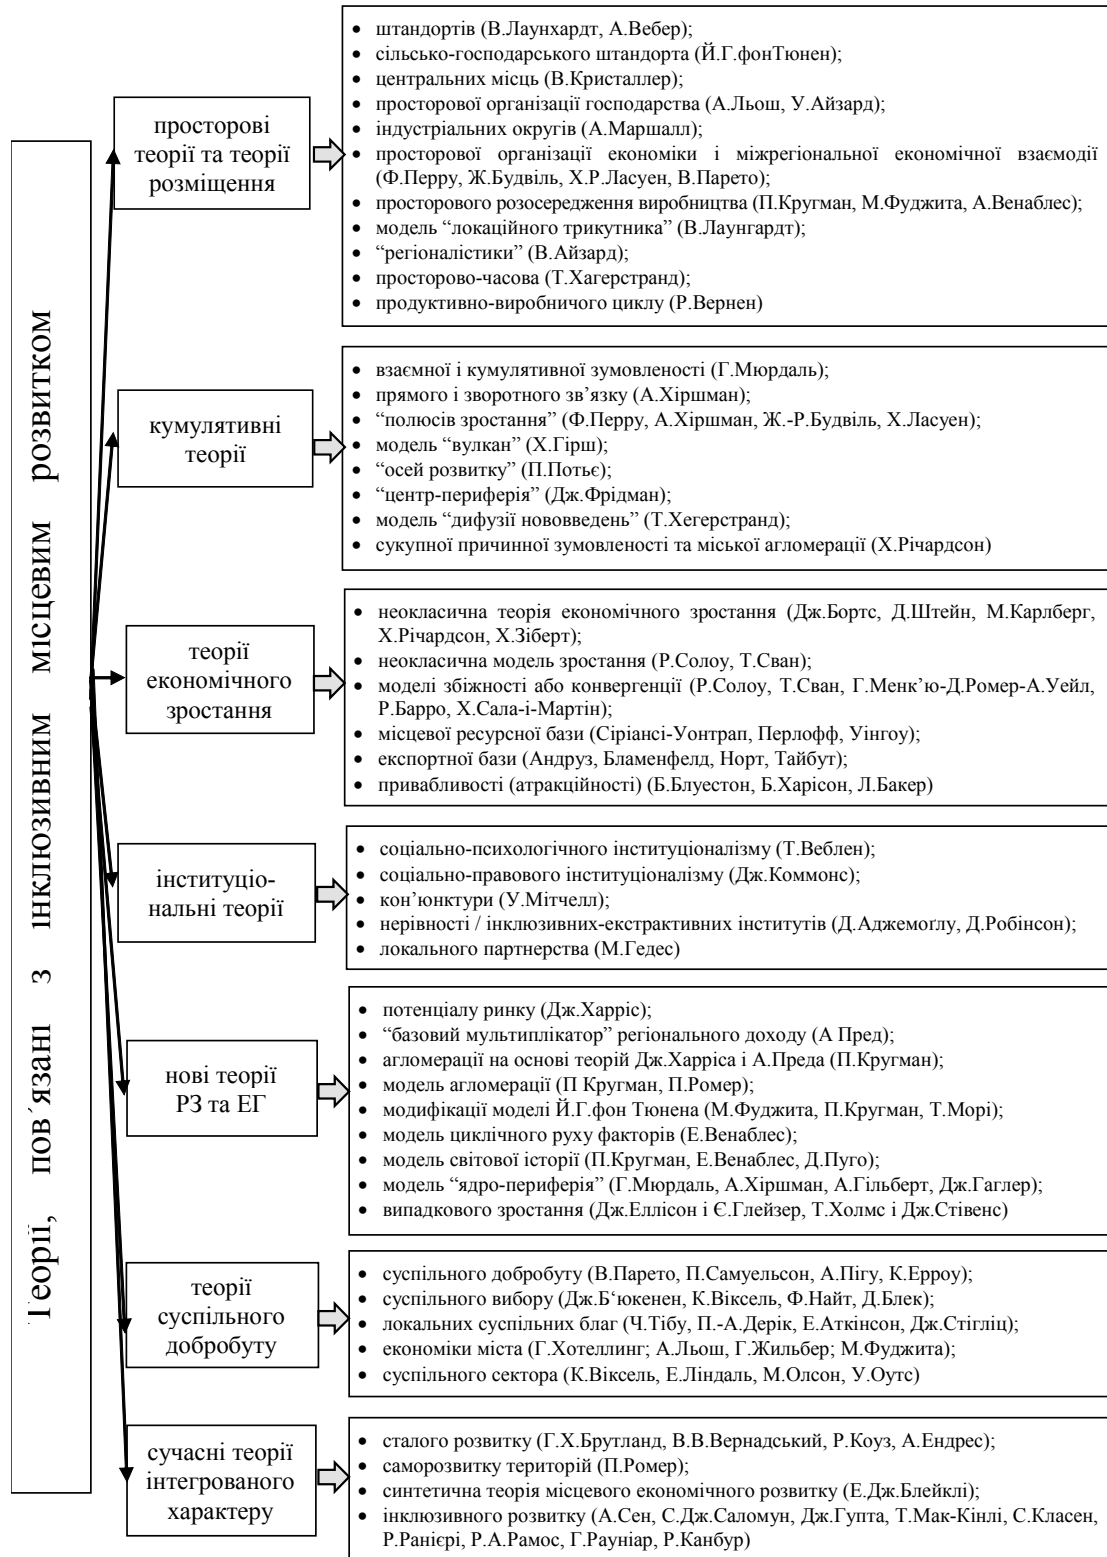 Теорії, пов´язані з інклюзивним місцевим розвитком
просторові
теорії та теорії
розміщення
• штандортів (В.Лаунхардт, А.Вебер);
• сільсько-господарського штандорта (Й.Г.фонТюнен);
• центральних місць (В.Кристаллер);
• просторової організації господарства (А.Льош, У.Айзард);
• індустріальних округів (А.Маршалл);
• просторової організації економіки і міжрегіональної економічної взаємодії
(Ф.Перру, Ж.Будвіль, Х.Р.Ласуен, В.Парето);
• просторового розосередження виробництва (П.Кругман, М.Фуджита, А.Венаблес);
• модель “локаційного трикутника” (В.Лаунгардт);
• “регіоналістики” (В.Айзард);
• просторово-часова (Т.Хагерстранд);
• продуктивно-виробничого циклу (Р.Вернен)
кумулятивні
теорії
• взаємної і кумулятивної зумовленості (Г.Мюрдаль);
• прямого і зворотного зв’язку (А.Хіршман);
• “полюсів зростання” (Ф.Перру, А.Хіршман, Ж.-Р.Будвіль, Х.Ласуен);
• модель “вулкан” (Х.Гірш);
• “осей розвитку” (П.Потьє);
• “центр-периферія” (Дж.Фрідман);
• модель “дифузії нововведень” (Т.Хегерстранд);
• сукупної причинної зумовленості та міської агломерації (Х.Річардсон)
теорії
економічного
зростання
• неокласична теорія економічного зростання (Дж.Бортс, Д.Штейн, М.Карлберг,
Х.Річардсон, Х.Зіберт);
• неокласична модель зростання (Р.Солоу, Т.Сван);
• моделі збіжності або конвергенції (Р.Солоу, Т.Сван, Г.Менк’ю-Д.Ромер-А.Уейл,
Р.Барро, Х.Сала-і-Мартін);
• місцевої ресурсної бази (Сіріансі-Уонтрап, Перлофф, Уінгоу);
• експортної бази (Андруз, Бламенфелд, Норт, Тайбут);
• привабливості (атракційності) (Б.Блуестон, Б.Харісон, Л.Бакер)
інституціо-
нальні теорії
• соціально-психологічного інституціоналізму (Т.Веблен);
• соціально-правового інституціоналізму (Дж.Коммонс);
• кон’юнктури (У.Мітчелл);
• нерівності / інклюзивних-екстрактивних інститутів (Д.Аджемоґлу, Д.Робінсон);
• локального партнерства (М.Гедес)
нові теорії
РЗ та ЕГ
• потенціалу ринку (Дж.Харріс);
• “базовий мультиплікатор” регіонального доходу (А Пред);
• агломерації на основі теорій Дж.Харріса і А.Преда (П.Кругман);
• модель агломерації (П Кругман, П.Ромер);
• модифікації моделі Й.Г.фон Тюнена (М.Фуджита, П.Кругман, Т.Морі);
• модель циклічного руху факторів (Е.Венаблес);
• модель світової історії (П.Кругман, Е.Венаблес, Д.Пуго);
• модель “ядро-периферія” (Г.Мюрдаль, А.Хіршман, А.Гільберт, Дж.Гаглер);
• випадкового зростання (Дж.Еллісон і Є.Глейзер, Т.Холмс і Дж.Стівенс)
теорії
суспільного
добробуту
• суспільного добробуту (В.Парето, П.Самуельсон, А.Пігу, К.Ерроу);
• суспільного вибору (Дж.Б‘юкенен, К.Віксель, Ф.Найт, Д.Блек);
• локальних суспільних благ (Ч.Тібу, П.-А.Дерік, Е.Аткінсон, Дж.Стігліц);
• економіки міста (Г.Хотеллинг; А.Льош, Г.Жильбер; М.Фуджита);
• суспільного сектора (К.Віксель, Е.Ліндаль, М.Олсон, У.Оутс)
сучасні теорії
інтегрованого
характеру
• сталого розвитку (Г.Х.Брутланд, В.В.Вернадський, Р.Коуз, А.Ендрес);
• саморозвитку територій (П.Ромер);
• синтетична теорія місцевого економічного розвитку (Е.Дж.Блейклі);
• інклюзивного розвитку (А.Сен, С.Дж.Саломун, Дж.Гупта, Т.Мак-Кінлі, С.Класен,
Р.Ранієрі, Р.А.Рамос, Г.Рауніар, Р.Канбур)